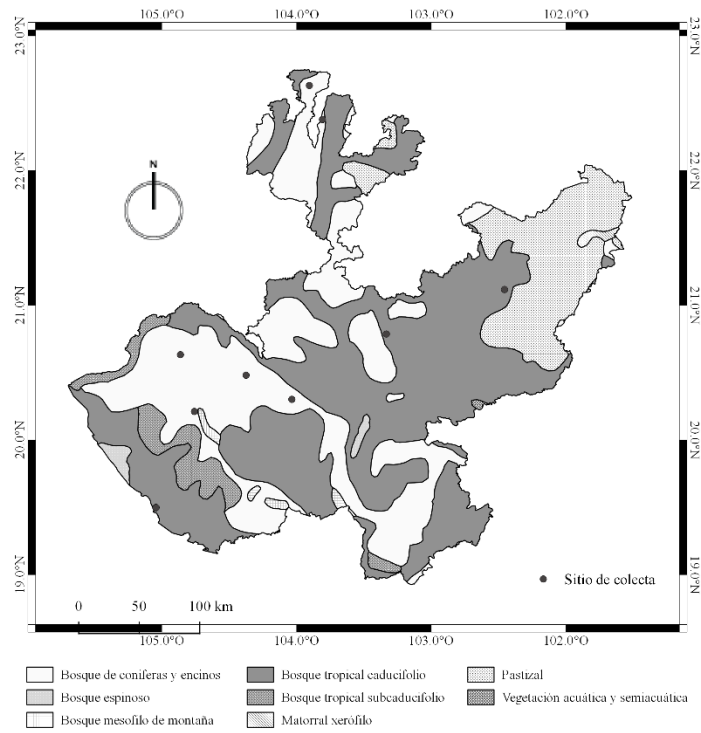 105.0°O 104.0°O 103.0°O 102.0°O
23.0°N 23.0°N
N
22.0°N 22.0°N
21.0°N 21.0°N
20.0°N 20.0°N
19.0°N 19.0°N
Sitio de colecta
0 50 100 km
105.0°O 104.0°O 103.0°O 102.0°O
Bosque de coníferas y encinos Bosque tropical caducifolio Pastizal
Bosque espinoso Bosque tropical subcaducifolio Vegetación acuática y semiacuática
Bosque mesofilo de montaña Matorral xerófilo